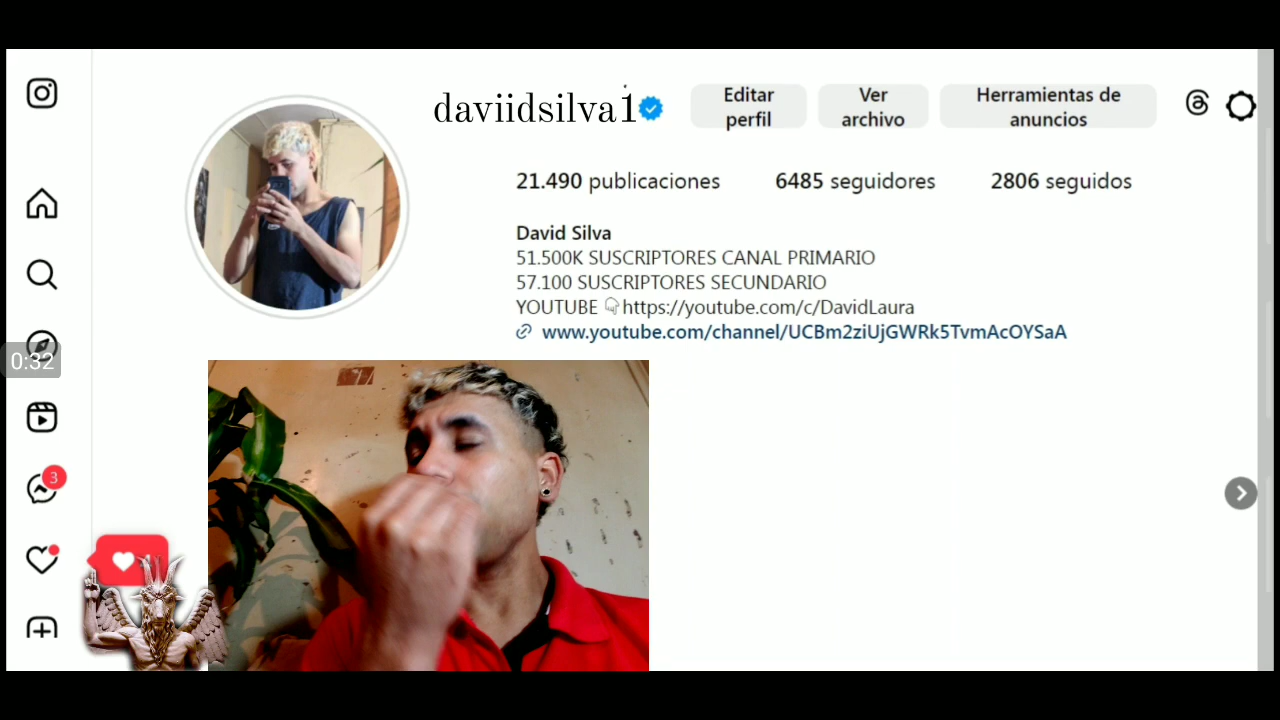 daviidsilva1
Editar perfil
Ver archivo
Herramientas de anuncios
21.490 publicaciones 6485 seguidores 2806 seguidos
David Silva
51.500K SUSCRIPTORES CANAL PRIMARIO
57.100 SUSCRIPTORES SECUNDARIO
YOUTUBE 👇https://youtube.com/c/DavidLaura
www.youtube.com/channel/UCBm2ziUjGWRk5TvmAcOYSaA
0:32
3